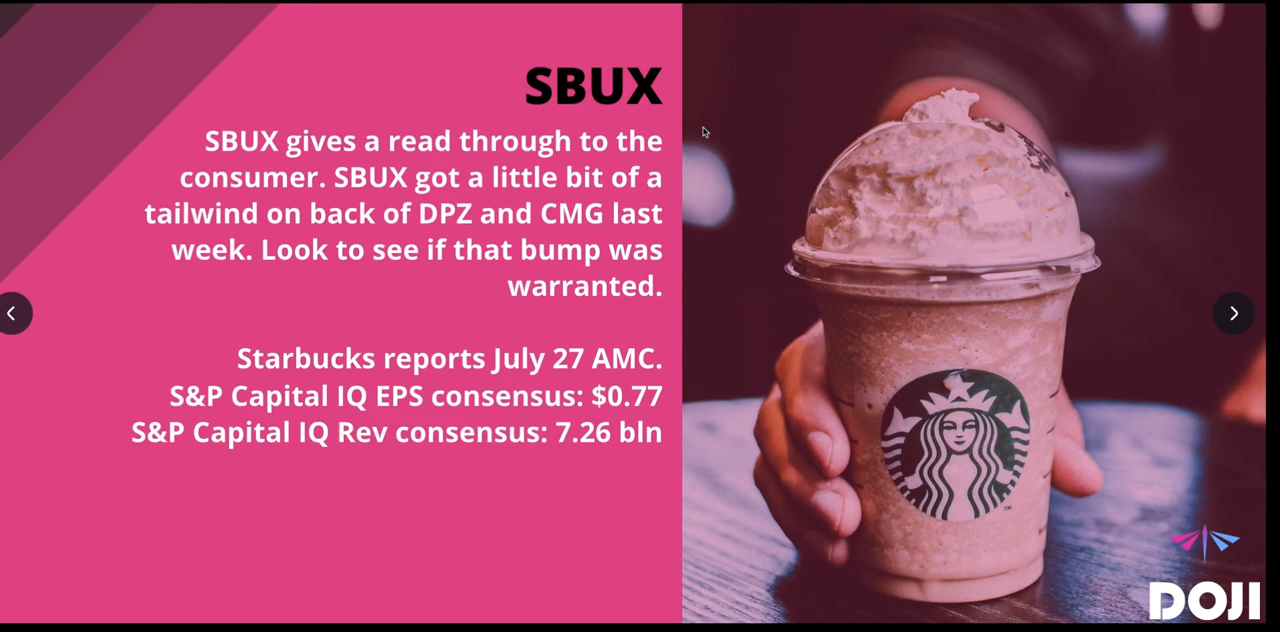 SBUX
SBUX gives a read through to the
consumer. SBUX got a little bit of a
tailwind on back of DPZ and CMG last
week. Look to see if that bump was
warranted.
Starbucks reports July 27 AMC.
S&P Capital IQ EPS consensus: $0.77
S&P Capital IQ Rev consensus: 7.26 bln
TM
DOJI